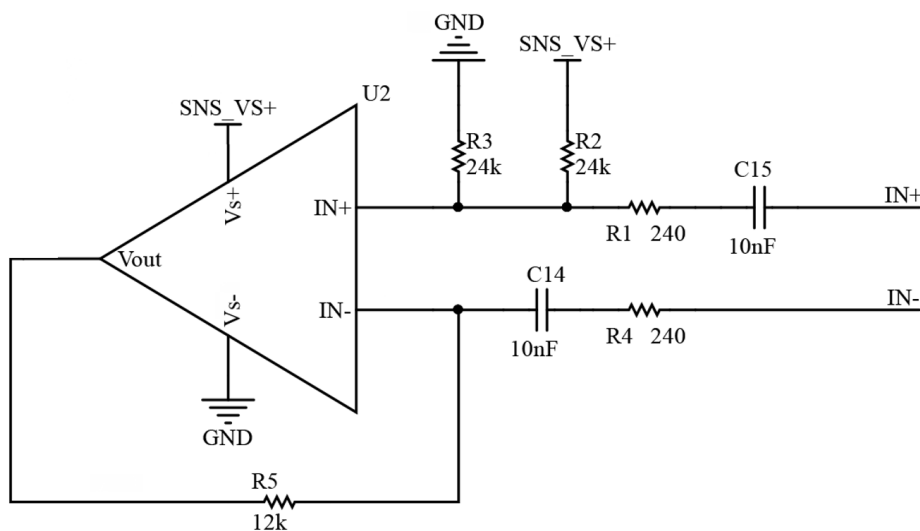 GND
SNS_VS+
U2
SNS_VS+
R3
24k
R2
24k
C15
Vs+
IN+
IN+
R1 240
10nF
Vout
C14
Vs-
IN-
IN-
10nF
R4 240
GND
R5
12k